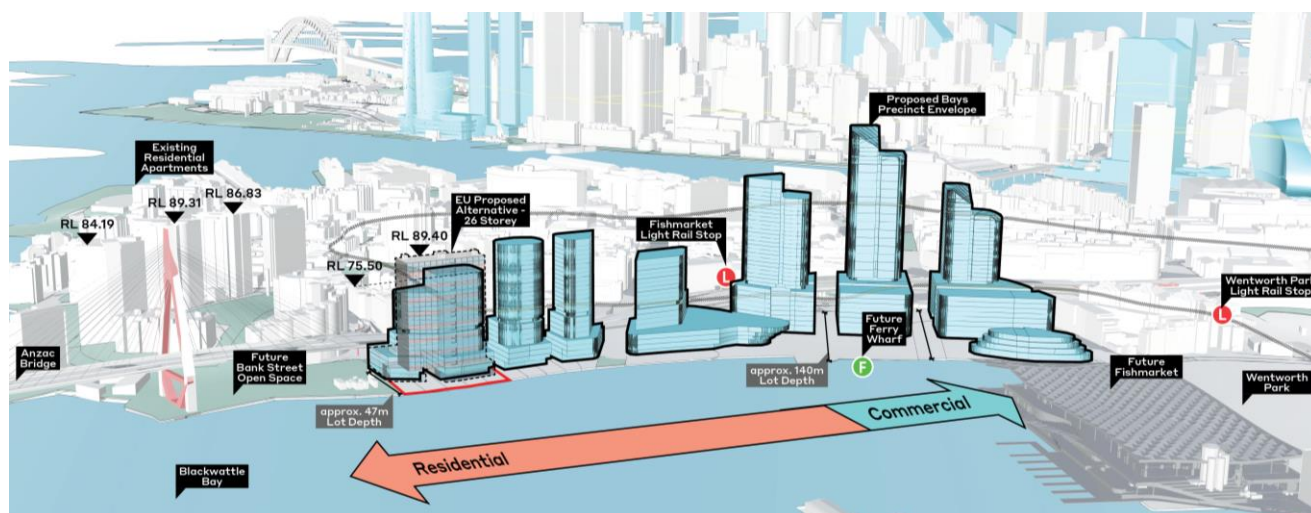 Proposed Bays
Precinct Envelope
Existing
Residential
Apartments
RL 84.19
RL 89.31
RL 86.83
EU Proposed
Alternative -
26 Storey
RL 89.40
RL 75.50
Fishmarket
Light Rail Stop
L
Wentworth Park
Light Rail Stop
L
Anzac
Bridge
Future
Bank Street
Open Space
approx. 47m
Lot Depth
approx. 140m
Lot Depth
Future
Ferry
Wharf
F
Future
Fishmarket
Wentworth
Park
Commercial
Residential
Blackwattle
Bay